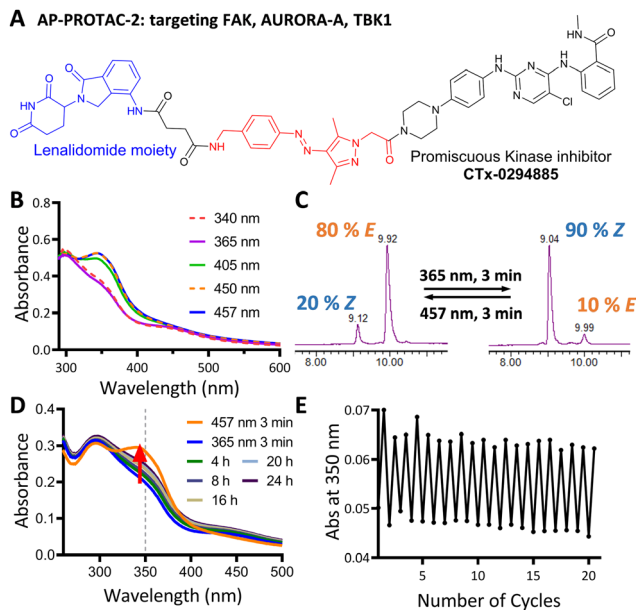 A AP-PROTAC-2: targeting FAK, AURORA-A, TBK1
O
NH
O
O
N
NH
O
O
NH
N
N
N
N
O
N
N
NH
N
N
Cl
NH
O
NH
Lenalidomide moiety
Promiscuous Kinase inhibitor
CTx-0294885
B
Absorbance
0.8
0.6
0.4
0.2
0.0
300 400 500 600
Wavelength (nm)
340 nm
365 nm
405 nm
450 nm
457 nm
C
80 % E
20 % Z
9.12
9.92
8.00 10.00
365 nm, 3 min
457 nm, 3 min
90 % Z
10 % E
9.04
9.99
8.00 10.00
D
Absorbance
0.4
0.3
0.2
0.1
0.0
300 350 400 450 500
Wavelength (nm)
457 nm 3 min
365 nm 3 min
4 h 20 h
8 h 24 h
16 h
E
Abs at 350 nm
0.07
0.06
0.05
0.04
5 10 15 20
Number of Cycles